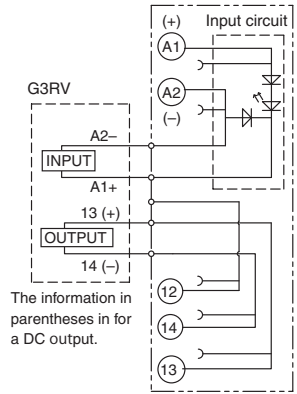 (+)
Input circuit
A1
G3RV
A2
(–)
A2–
INPUT
A1+
13 (+)
OUTPUT
14 (–)
The information in
parentheses in for
a DC output.
12
14
13